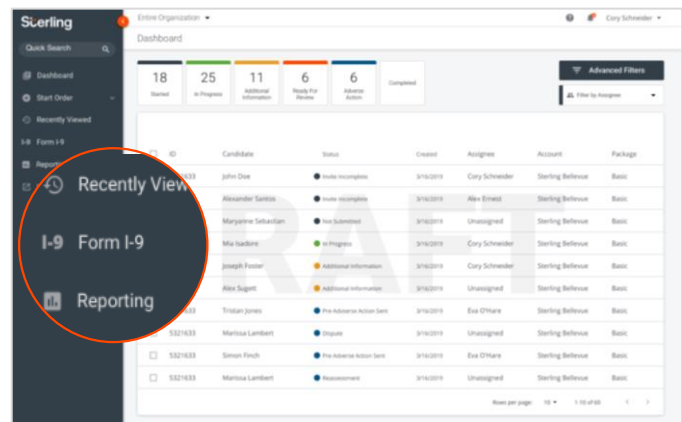 Sterling
Entire Organization
Cory Schneider
Dashboard
Quick Search
Dashboard
Start Order
Recently Viewed
I-9 Form I-9
Recently View
I-9 Form I-9
Reporting
18 Started
25 In Progress
11 Additional Information
6 Ready For Review
6 Adverse Action
Completed
Advanced Filters
Filter by Assignee
ID Candidate Status Created Assignee Account Package
1633 John Doe Invite Incomplete 3/16/2019 Cory Schneider Sterling Bellevue Basic
Alexander Santos Invite Incomplete 3/16/2019 Alex Ernest Sterling Bellevue Basic
Maryanne Sebastian Not Submitted 3/16/2019 Unassigned Sterling Bellevue Basic
Mia Isadore In Progress 3/16/2019 Cory Schneider Sterling Bellevue Basic
Joseph Foster Additional Information 3/16/2019 Cory Schneider Sterling Bellevue Basic
Alex Sugett Additional Information 3/16/2019 Unassigned Sterling Bellevue Basic
1633 Tristan Jones Pre-Adverse Action Sent 3/16/2019 Eva O'Hare Sterling Bellevue Basic
5321633 Marissa Lambert Dispute 3/16/2019 Unassigned Sterling Bellevue Basic
5321633 Simon Finch Pre-Adverse Action Sent 3/16/2019 Eva O'Hare Sterling Bellevue Basic
5321633 Marissa Lambert Reassessment 3/16/2019 Unassigned Sterling Bellevue Basic
Rows per page: 10 1-10 of 60
RAFT